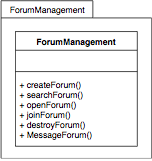 ForumManagement
ForumManagement
+ createForum()
+ searchForum()
+ openForum()
+ joinForum()
+ destroyForum()
+ MessageForum()